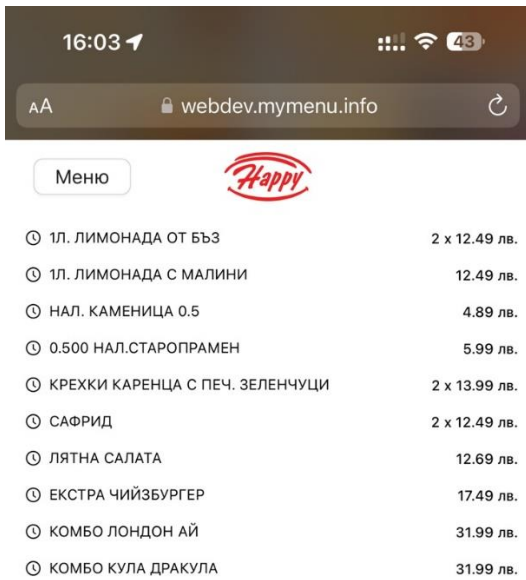 16:03
43
AA webdev.mymenu.info
Меню Happy
1Л. ЛИМОНАДА ОТ БЪЗ 2 x 12.49 лв.
1Л. ЛИМОНАДА С МАЛИНИ 12.49 лв.
НАЛ. КАМЕНИЦА 0.5 4.89 лв.
0.500 НАЛ.СТАРОПРАМЕН 5.99 лв.
КРЕХКИ КАРЕНЦА С ПЕЧ. ЗЕЛЕНЧУЦИ 2 x 13.99 лв.
САФРИД 2 x 12.49 лв.
ЛЯТНА САЛАТА 12.69 лв.
ЕКСТРА ЧИЙЗБУРГЕР 17.49 лв.
КОМБО ЛОНДОН АЙ 31.99 лв.
КОМБО КУЛА ДРАКУЛА 31.99 лв.